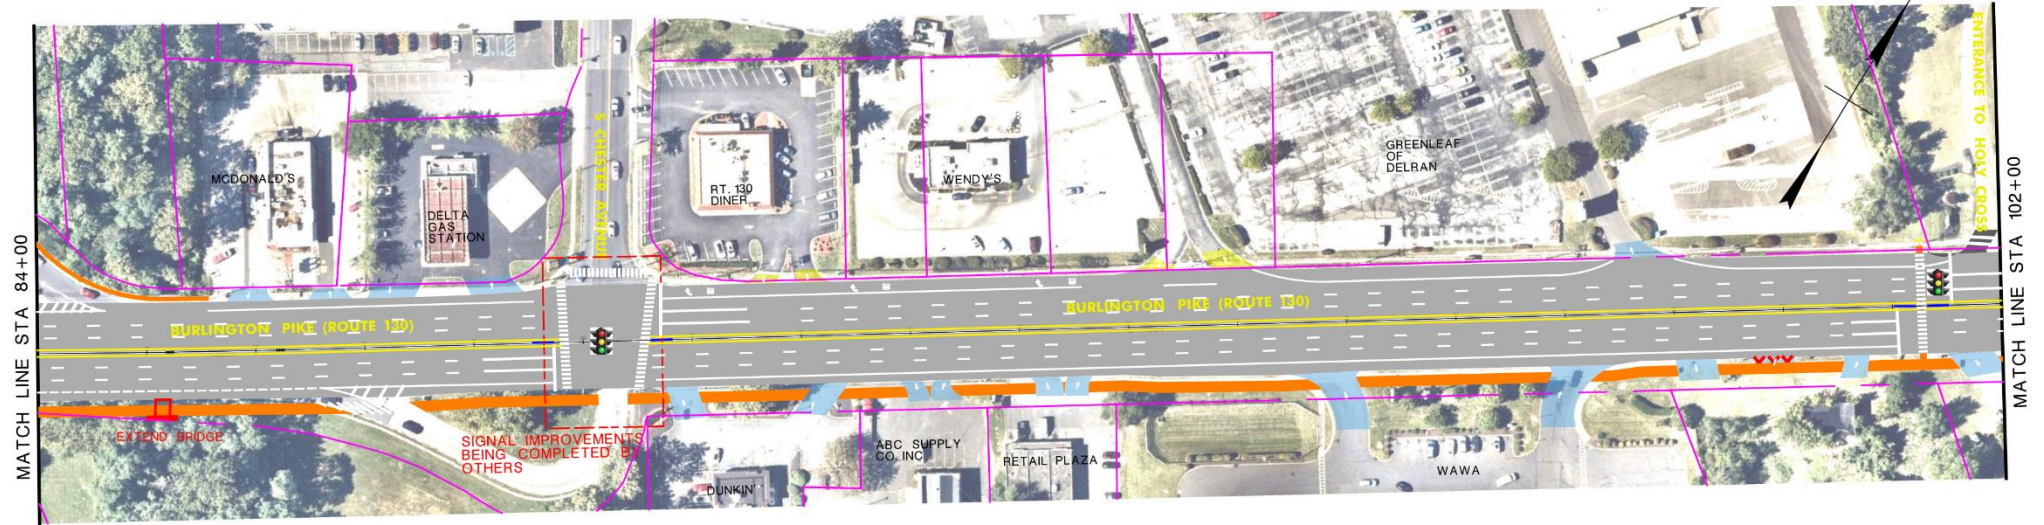 MATCH LINE STA 84+00
MCDONALD'S
DELTA
GAS
STATION
S CHESTER AVENUE
RT. 130
DINER
WENDY'S
GREENLEAF
OF
DELRAN
ENTRANCE TO HOLY CROSS
MATCH LINE STA 102+00
BURLINGTON PIKE (ROUTE 130)
BURLINGTON PIKE (ROUTE 130)
EXTEND BRIDGE
SIGNAL IMPROVEMENTS
BEING COMPLETED BY
OTHERS
DUNKIN'
ABC SUPPLY
CO. INC
RETAIL PLAZA
WAWA